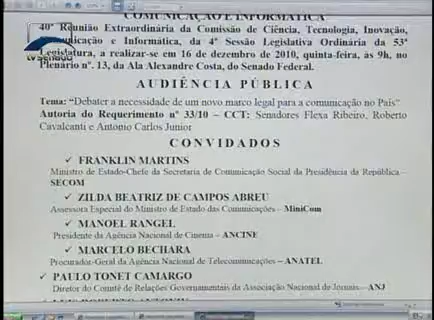 COMUNICAÇÃO E INFORMÁTICA
40ª Reunião Extraordinária da Comissão de Ciência, Tecnologia, Inovação,
Comunicação e Informática, da 4ª Sessão Legislativa Ordinária da 53ª
Legislatura, a realizar-se em 16 de dezembro de 2010, quinta-feira, às 9h, no
Plenário nº. 13, da Ala Alexandre Costa, do Senado Federal.
tv senado
AUDIÊNCIA PÚBLICA
Tema: “Debater a necessidade de um novo marco legal para a comunicação no País”
Autoria do Requerimento nº 33/10 – CCT: Senadores Flexa Ribeiro, Roberto
Cavalcanti e Antonio Carlos Junior
CONVIDADOS
✓ FRANKLIN MARTINS
Ministro de Estado-Chefe da Secretaria de Comunicação Social da Presidência da República –
SECOM
✓ ZILDA BEATRIZ DE CAMPOS ABREU
Assessora Especial do Ministro de Estado das Comunicações – MiniCom
✓ MANOEL RANGEL
Presidente da Agência Nacional de Cinema – ANCINE
✓ MARCELO BECHARA
Procurador-Geral da Agência Nacional de Telecomunicações – ANATEL
✓ PAULO TONET CAMARGO
Diretor do Comitê de Relações Governamentais da Associação Nacional de Jornais – ANJ